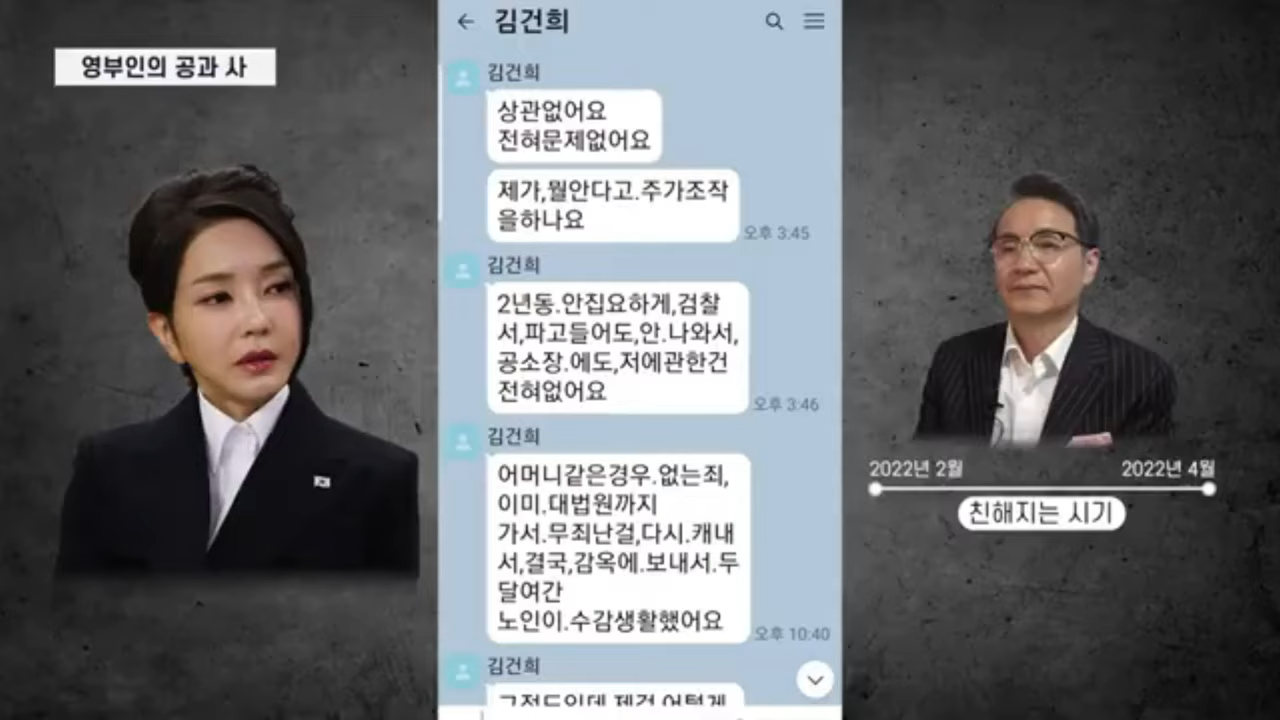 영부인의 공과 사
김건희
김건희
상관없어요
전혀문제없어요
제가,뭘안다고.주가조작
을하나요
오후 3:45
김건희
2년동.안집요하게,검찰
서,파고들어도,안.나와서,
공소장.에도,저에관한건
전혀없어요
오후 3:46
김건희
어머니같은경우.없는죄,
이미.대법원까지
가서.무죄난걸,다시.캐내
서,결국,감옥에.보내서.두
달여간
노인이.수감생활했어요
오후 10:40
김건희
2022년 2월
2022년 4월
친해지는 시기